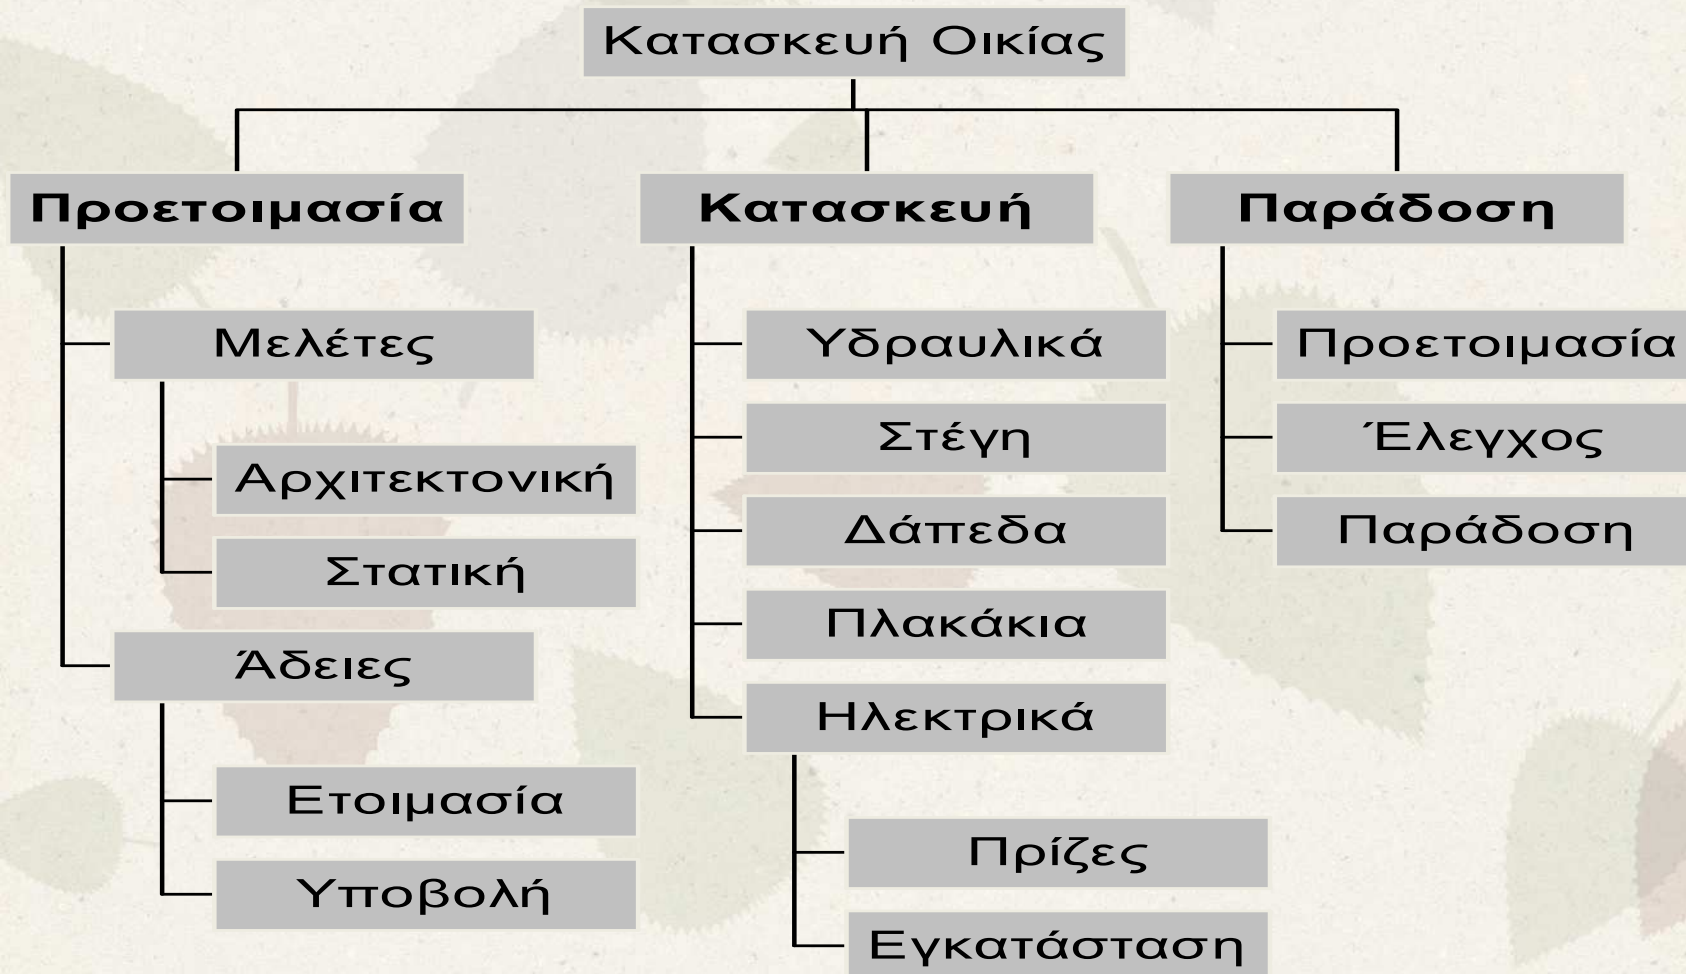 Κατασκευή Οικίας
Προετοιμασία
Μελέτες
Αρχιτεκτονική
Στατική
Άδειες
Ετοιμασία
Υποβολή
Κατασκευή
Υδραυλικά
Στέγη
Δάπεδα
Πλακάκια
Ηλεκτρικά
Πρίζες
Εγκατάσταση
Παράδοση
Προετοιμασία
Έλεγχος
Παράδοση